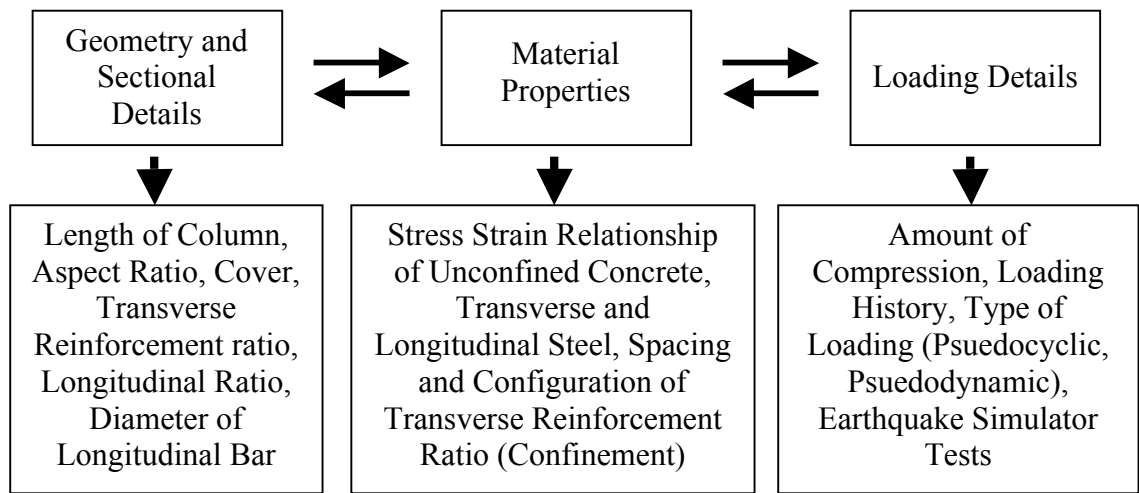 Geometry and
Sectional
Details
Material
Properties
Loading Details
Length of Column,
Aspect Ratio, Cover,
Transverse
Reinforcement ratio,
Longitudinal Ratio,
Diameter of
Longitudinal Bar
Stress Strain Relationship
of Unconfined Concrete,
Transverse and
Longitudinal Steel, Spacing
and Configuration of
Transverse Reinforcement
Ratio (Confinement)
Amount of
Compression, Loading
History, Type of
Loading (Psuedocyclic,
Psuedodynamic),
Earthquake Simulator
Tests